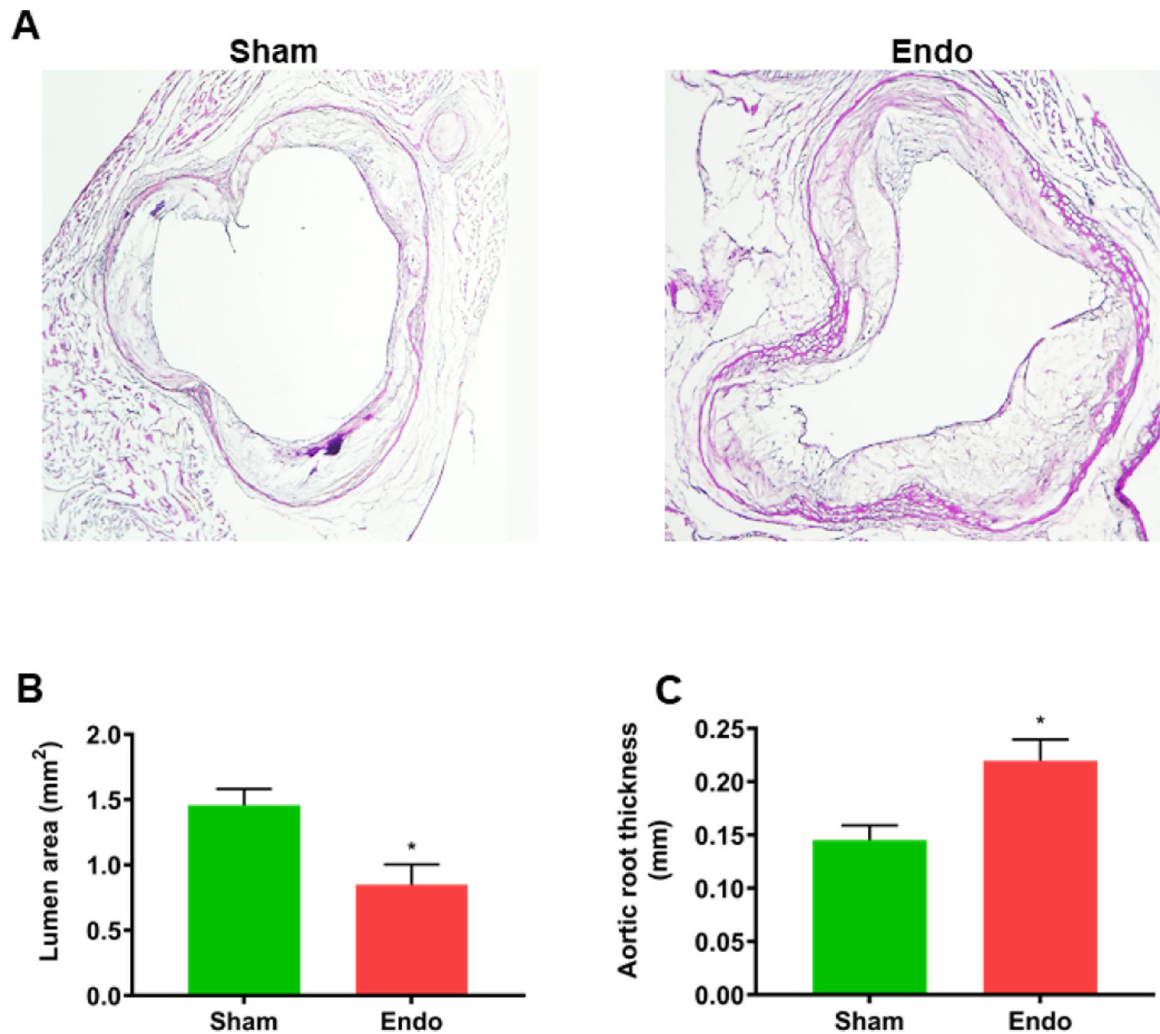 A
Sham
Endo
B
Lumen area (mm²)
2.0
1.5
1.0
0.5
0.0
*
Sham
Endo
C
Aortic root thickness
(mm)
0.25
0.20
0.15
0.10
0.05
0.00
*
Sham
Endo